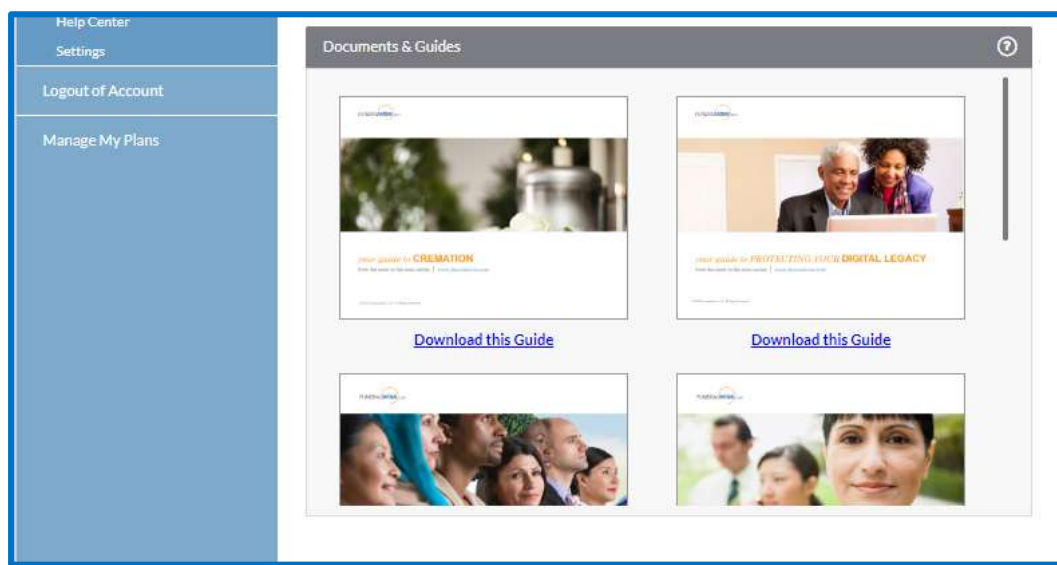 Help Center
Settings
Logout of Account
Manage My Plans
Documents & Guides
?
your guide to CREMATION
your guide to PROTECTING YOUR DIGITAL LEGACY
Download this Guide
Download this Guide